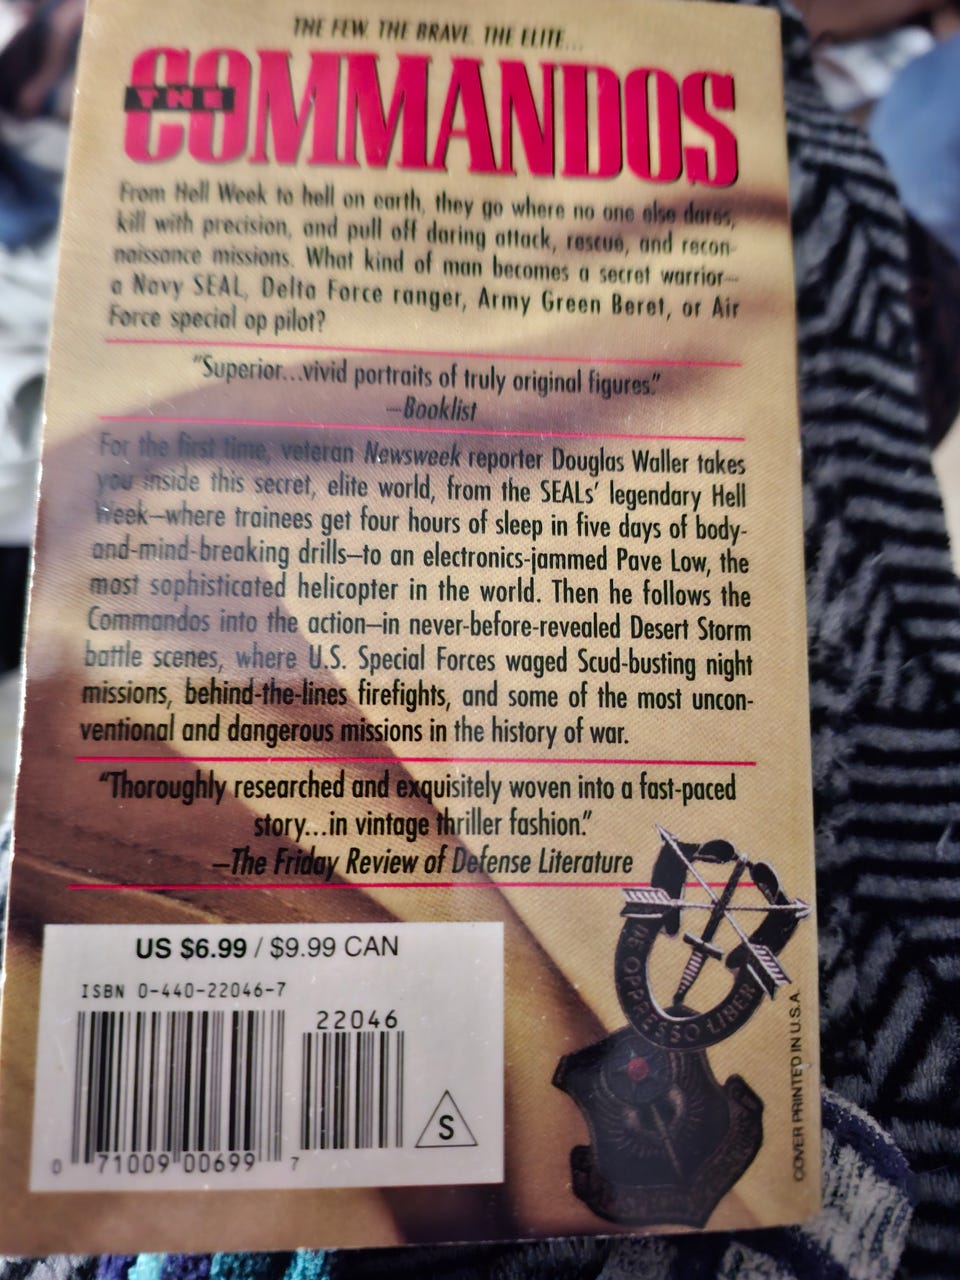 THE FEW. THE BRAVE. THE ELITE...
THE
COMMANDOS
From Hell Week to hell on earth, they go where no one else dares,
kill with precision, and pull off daring attack, rescue, and recon-
naissance missions. What kind of man becomes a secret warrior—
a Navy SEAL, Delta Force ranger, Army Green Beret, or Air
Force special op pilot?
"Superior...vivid portraits of truly original figures."
—Booklist
For the first time, veteran Newsweek reporter Douglas Waller takes
you inside this secret, elite world, from the SEALs' legendary Hell
Week—where trainees get four hours of sleep in five days of body-
and-mind-breaking drills—to an electronics-jammed Pave Low, the
most sophisticated helicopter in the world. Then he follows the
Commandos into the action—in never-before-revealed Desert Storm
battle scenes, where U.S. Special Forces waged Scud-busting night
missions, behind-the-lines firefights, and some of the most uncon-
ventional and dangerous missions in the history of war.
"Thoroughly researched and exquisitely woven into a fast-paced
story...in vintage thriller fashion."
—The Friday Review of Defense Literature
DE OPPRESSO LIBER
US $6.99 / $9.99 CAN
ISBN 0-440-22046-7
22046
S
0 71009 00699 7
COVER PRINTED IN U.S.A.